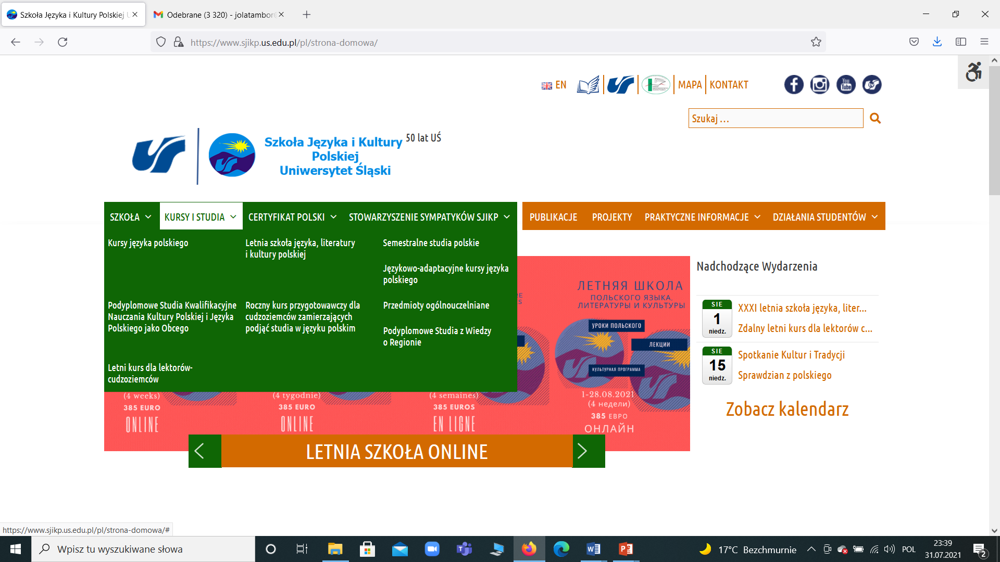 Szkoła Języka i Kultury Polskiej
Odebrane (3 320) - jolatambor
https://www.sjikp.us.edu.pl/pl/strona-domowa/
EN
MAPA
KONTAKT
You
Tube
tv
Szukaj …
Szkoła Języka i Kultury
Polskiej
Uniwersytet Śląski
50 lat UŚ
SZKOŁA
KURSY I STUDIA
CERTYFIKAT POLSKI
STOWARZYSZENIE SYMPATYKÓW SJIKP
PUBLIKACJE
PROJEKTY
PRAKTYCZNE INFORMACJE
DZIAŁANIA STUDENTÓW
Kursy języka polskiego
Letnia szkoła języka, literatury
i kultury polskiej
Semestralne studia polskie
Językowo-adaptacyjne kursy języka
polskiego
Podyplomowe Studia Kwalifikacyjne
Nauczania Kultury Polskiej i Języka
Polskiego jako Obcego
Roczny kurs przygotowawczy dla
cudzoziemców zamierzających
podjąć studia w języku polskim
Przedmioty ogólnouczelniane
Podyplomowe Studia z Wiedzy
o Regionie
Letni kurs dla lektorów-
cudzoziemców
(4 weeks)
385 EURO
ONLINE
(4 tygodnie)
385 EURO
ONLINE
(4 semaines)
385 EUROS
EN LIGNE
ЛЕТНЯЯ ШКОЛА
ПОЛЬСКОГО ЯЗЫКА,
ЛИТЕРАТУРЫ И КУЛЬТУРЫ
УРОКИ ПОЛЬСКОГО
ЛЕКЦИИ
КУЛЬТУРНАЯ ПРОГРАММА
1-28.08.2021
(4 недели)
385 ЕВРО
ОНЛАЙН
LETNIA SZKOŁA ONLINE
Nadchodzące Wydarzenia
SIE
1
niedz.
XXXI letnia szkoła języka, liter...
Zdalny letni kurs dla lektorów c...
SIE
15
niedz.
Spotkanie Kultur i Tradycji
Sprawdzian z polskiego
Zobacz kalendarz
https://www.sjikp.us.edu.pl/pl/strona-domowa/#
Wpisz tu wyszukiwane słowa
17°C Bezchmurnie
POL
23:39
31.07.2021
2